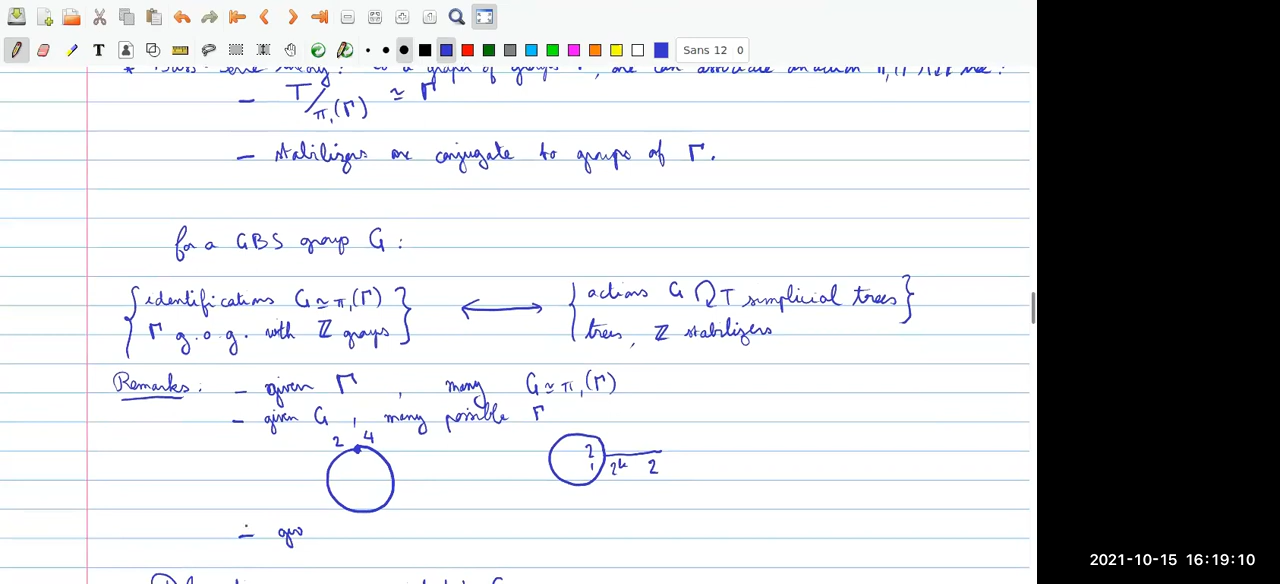 Sans 12 0
T/π₁(Γ) ≃ Γ
– stabilizers are conjugate to groups of Γ.
for a GBS group G :
{identifications G ≃ π₁(Γ)} ⟷ {actions G ↷ T simplicial trees}
Γ g.o.g. with ℤ groups trees, ℤ stabilizers
Remarks : – given Γ , many G ≃ π₁(Γ)
– given G , many possible Γ
2 4 2 1 2ᵏ 2
–
2021-10-15 16:19:10